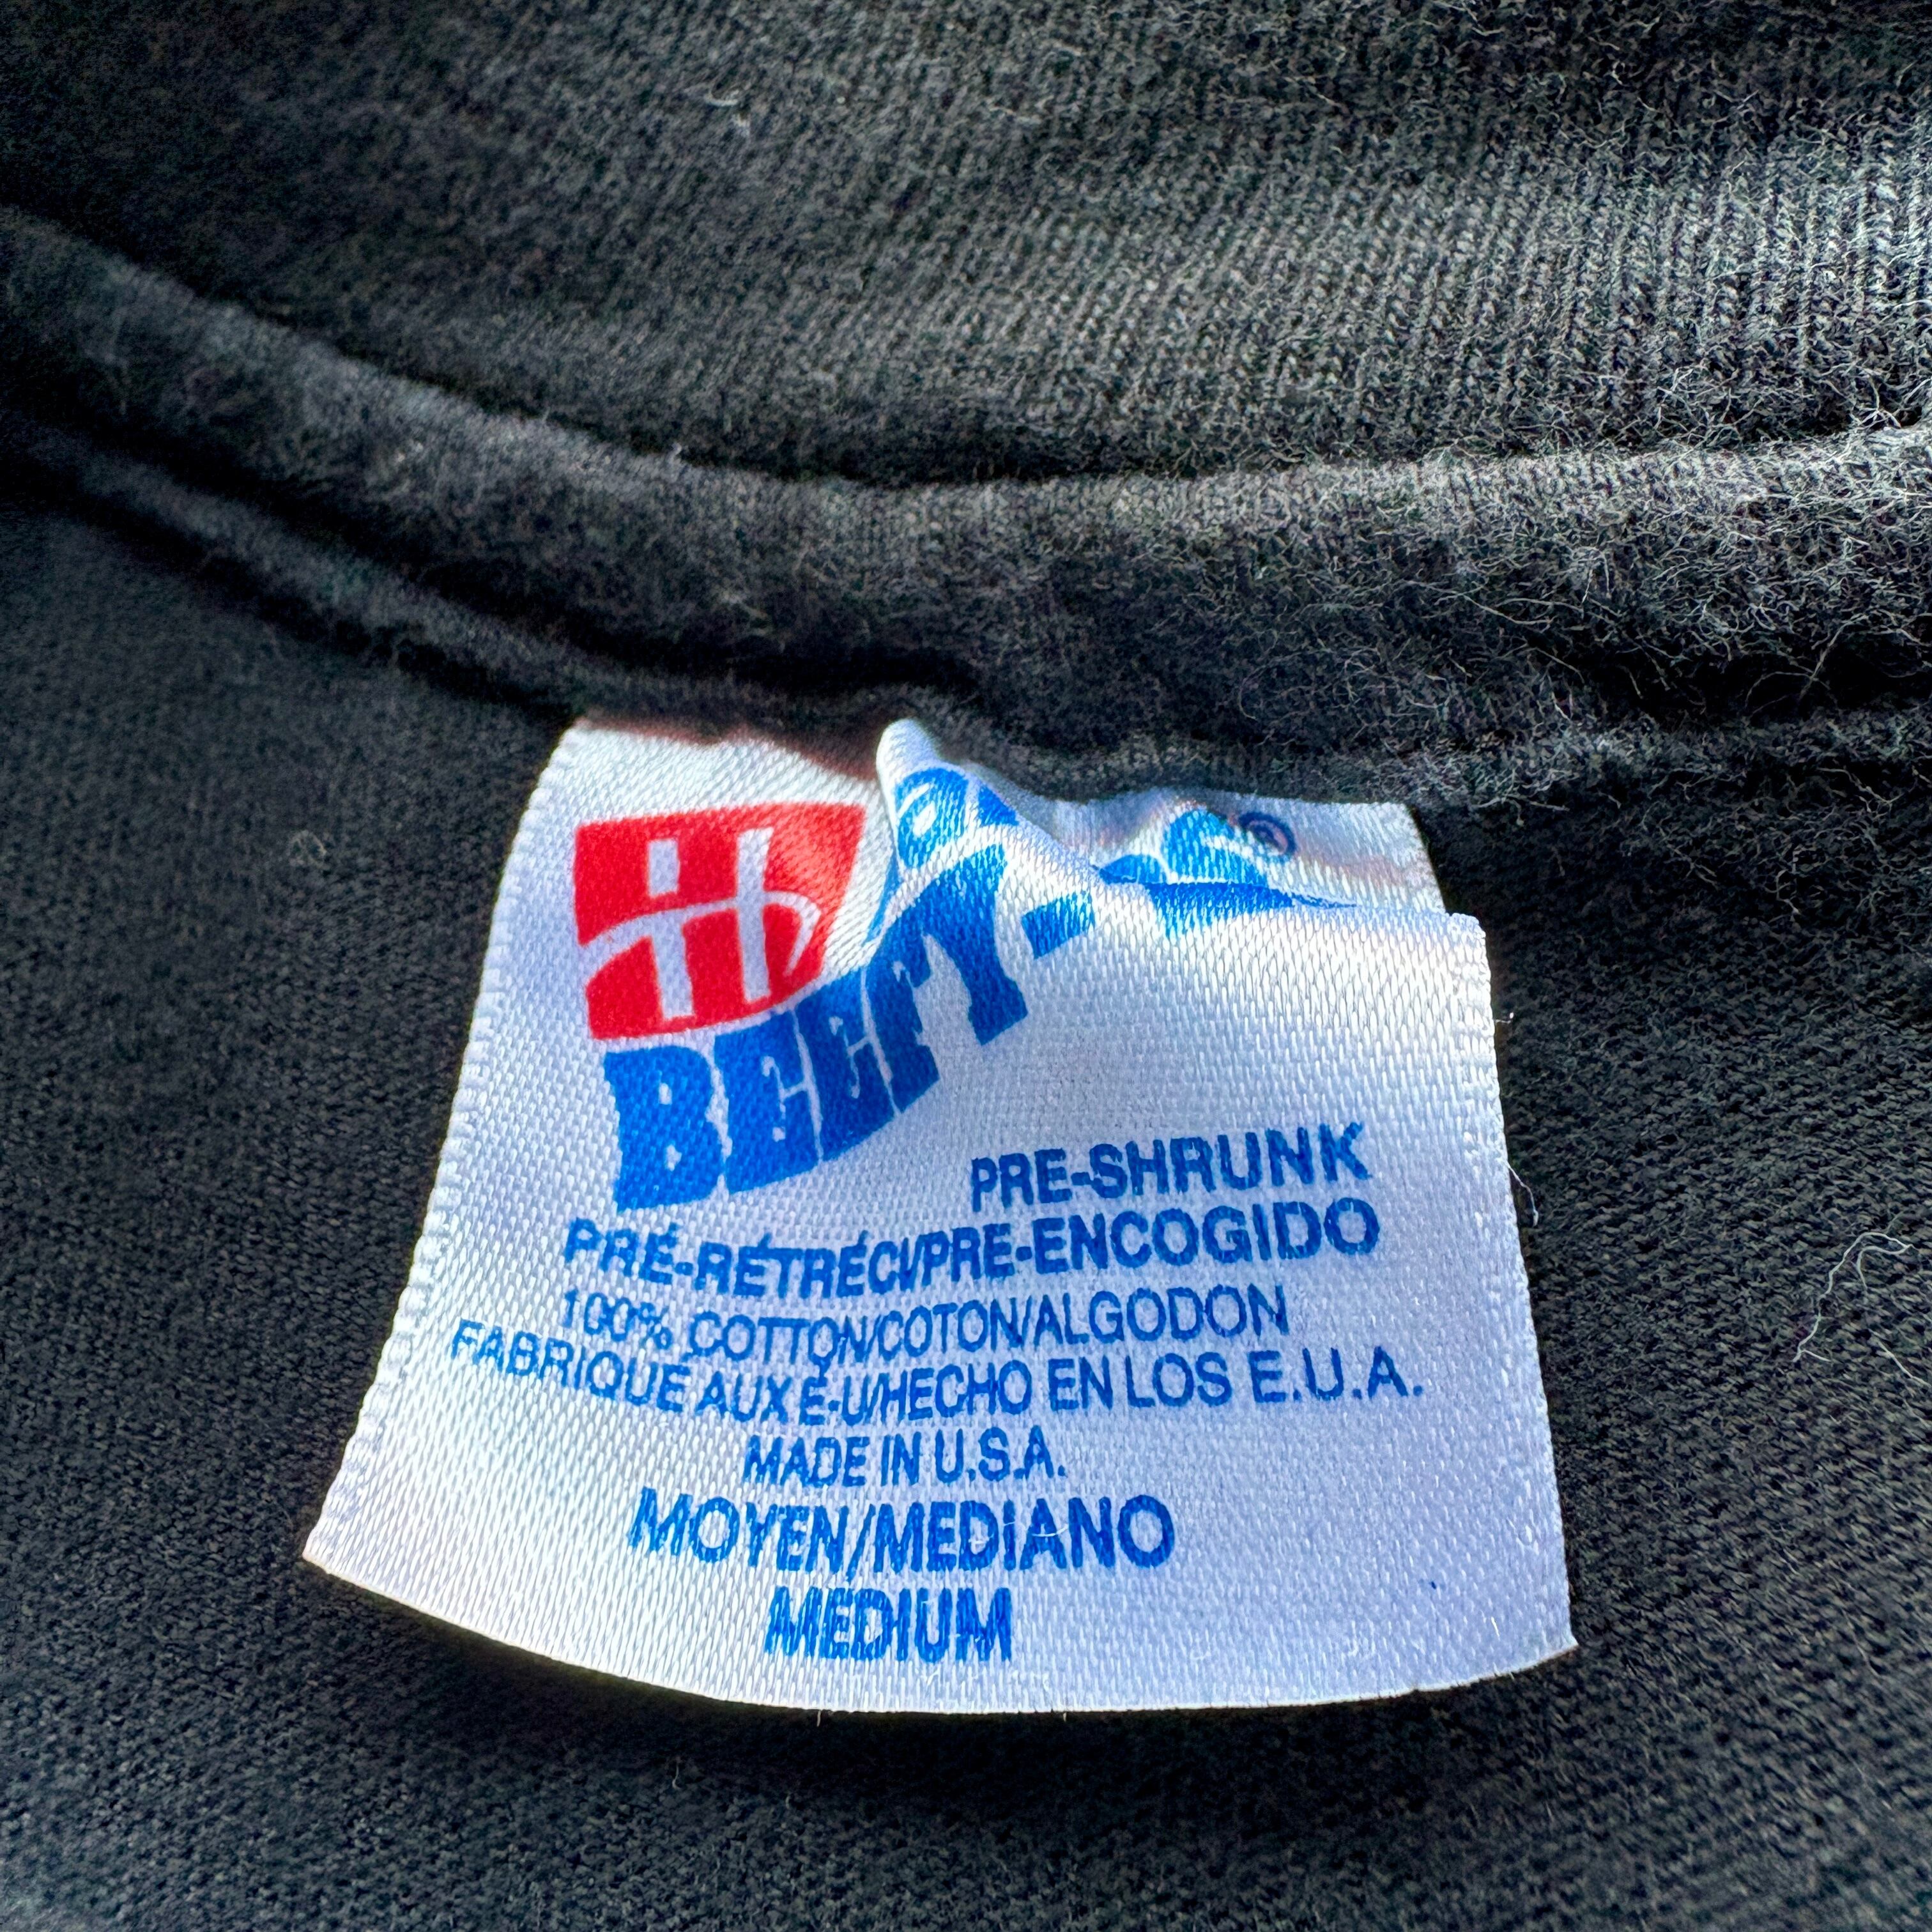 BEEFY-
PRE-SHRUNK
PRÉ-RÉTRÉCI/PRE-ENCOGIDO
100% COTTON/COTON/ALGODON
FABRIQUÉ AUX É-U/HECHO EN LOS E.U.A.
MADE IN U.S.A.
MOYEN/MEDIANO
MEDIUM